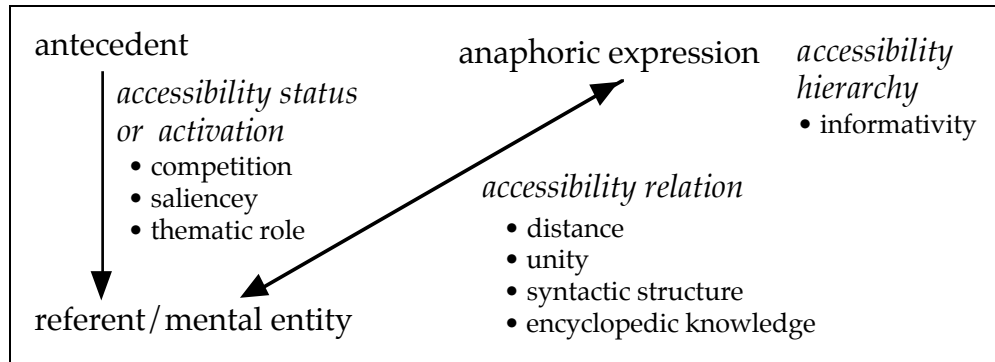 antecedent
accessibility status
or activation
• competition
• saliencey
• thematic role
referent/mental entity
anaphoric expression
accessibility relation
• distance
• unity
• syntactic structure
• encyclopedic knowledge
accessibility
hierarchy
• informativity